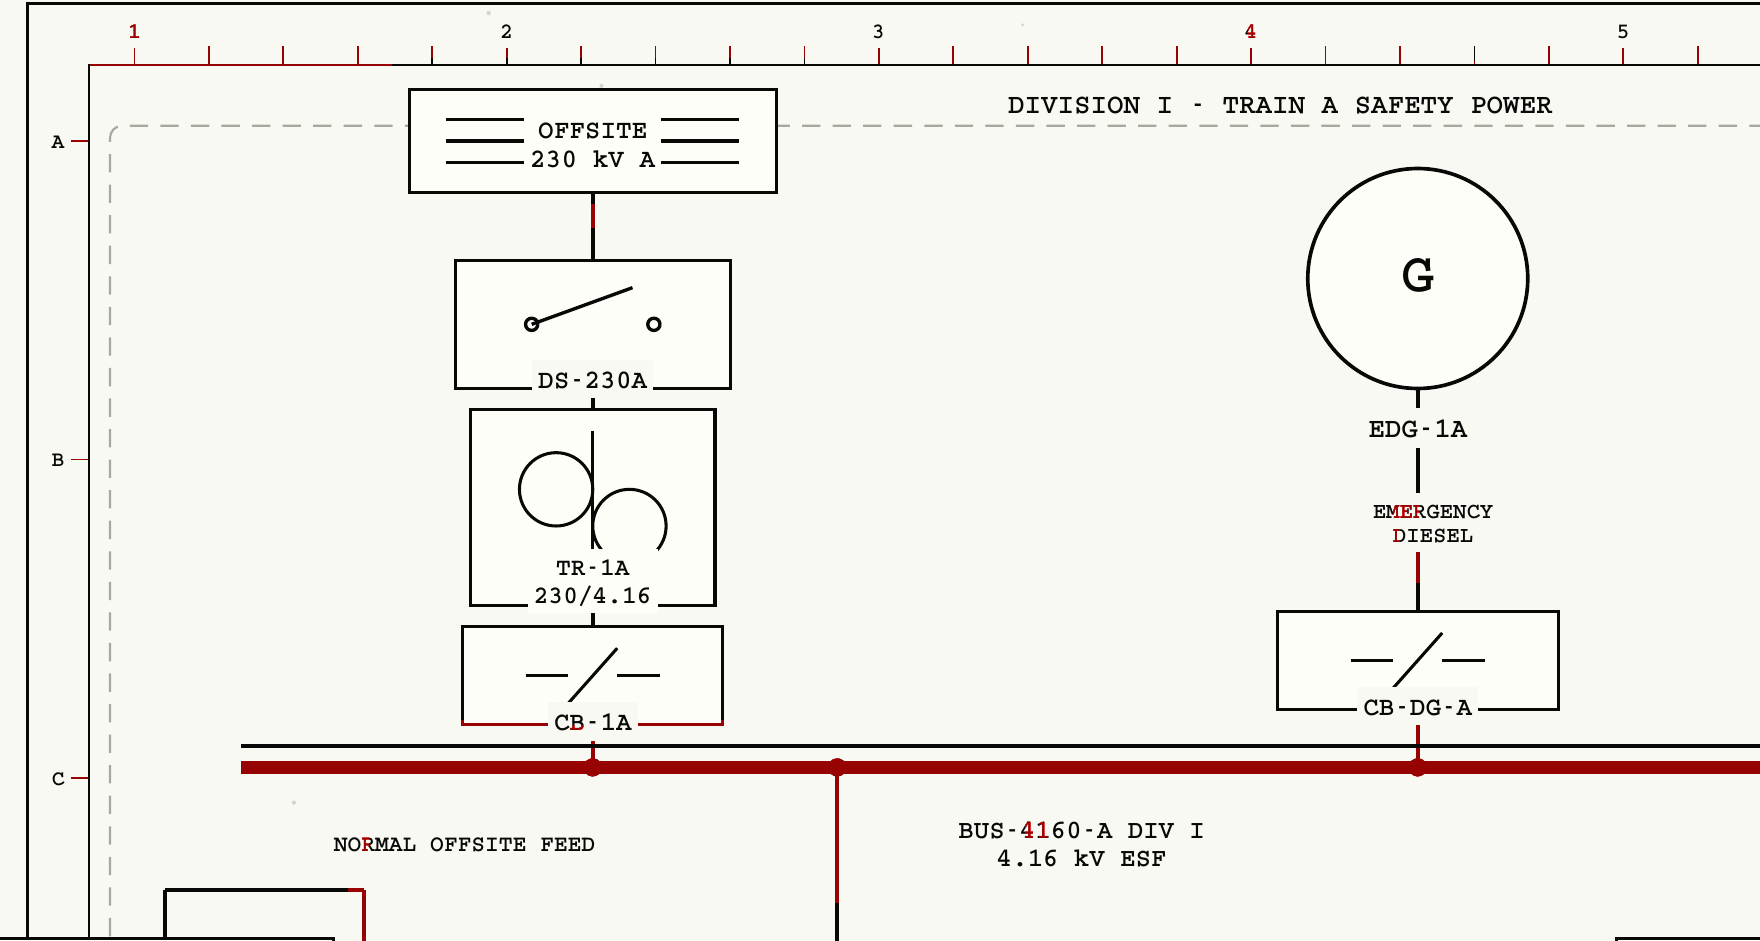 1 2 3 4 5
DIVISION I - TRAIN A SAFETY POWER
A
OFFSITE
230 kV A
G
DS-230A
EDG-1A
B
EMERGENCY
DIESEL
TR-1A
230/4.16
CB-DG-A
CB-1A
C
BUS-4160-A DIV I
4.16 kV ESF
NORMAL OFFSITE FEED